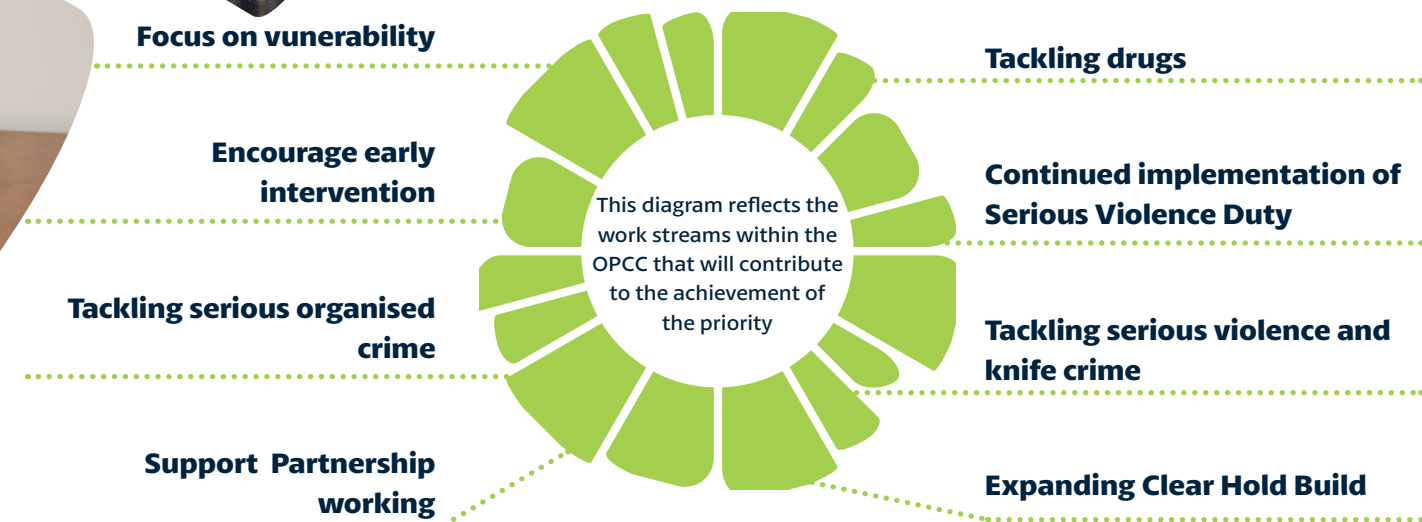 Focus on vunerability
Encourage early
intervention
Tackling serious organised
crime
Support Partnership
working
This diagram reflects the
work streams within the
OPCC that will contribute
to the achievement of
the priority
Tackling drugs
Continued implementation of
Serious Violence Duty
Tackling serious violence and
knife crime
Expanding Clear Hold Build